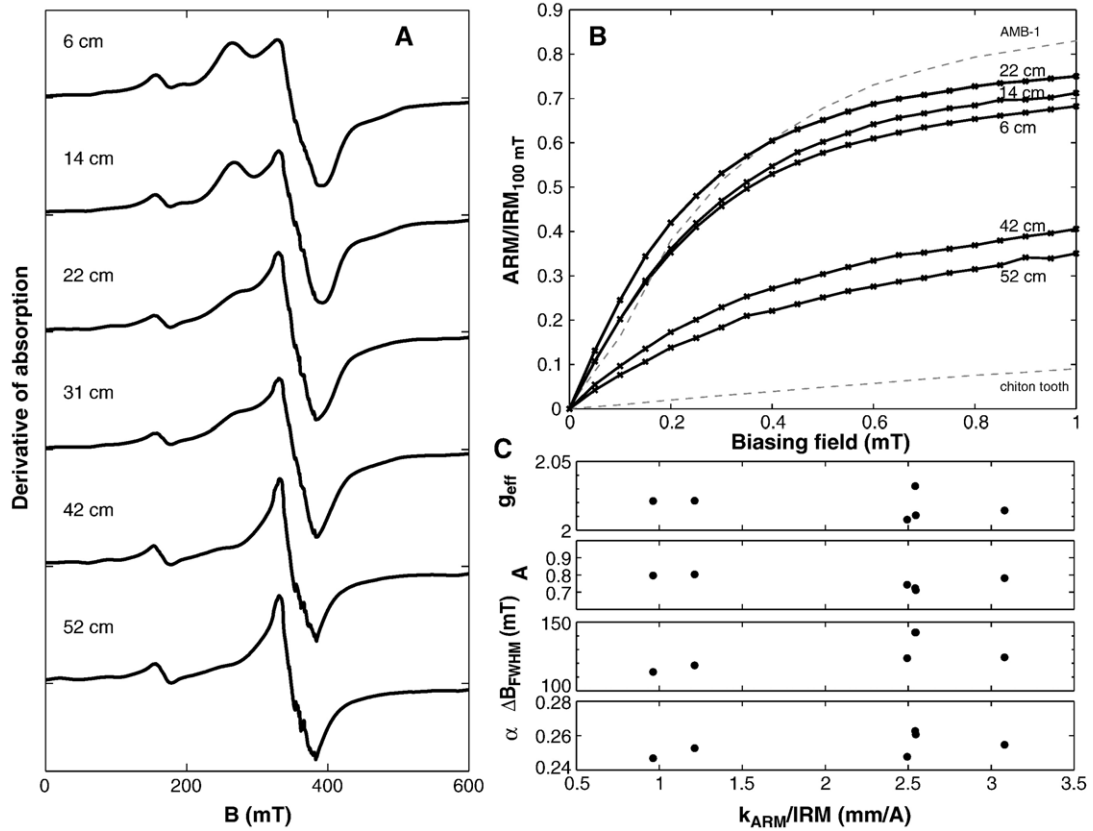 A
6 cm
14 cm
22 cm
31 cm
42 cm
52 cm
Derivative of absorption
0
200
400
600
B (mT)
B
AMB-1
22 cm
14 cm
6 cm
42 cm
52 cm
chiton tooth
ARM/IRM100 mT
0.9
0.8
0.7
0.6
0.5
0.4
0.3
0.2
0.1
0
0.2
0.4
0.6
0.8
1
Biasing field (mT)
C
2.05
2
geff
0.9
0.8
0.7
A
150
100
ΔBFWHM (mT)
0.28
0.26
0.24
α
0.5
1
1.5
2
2.5
3
3.5
kARM/IRM (mm/A)